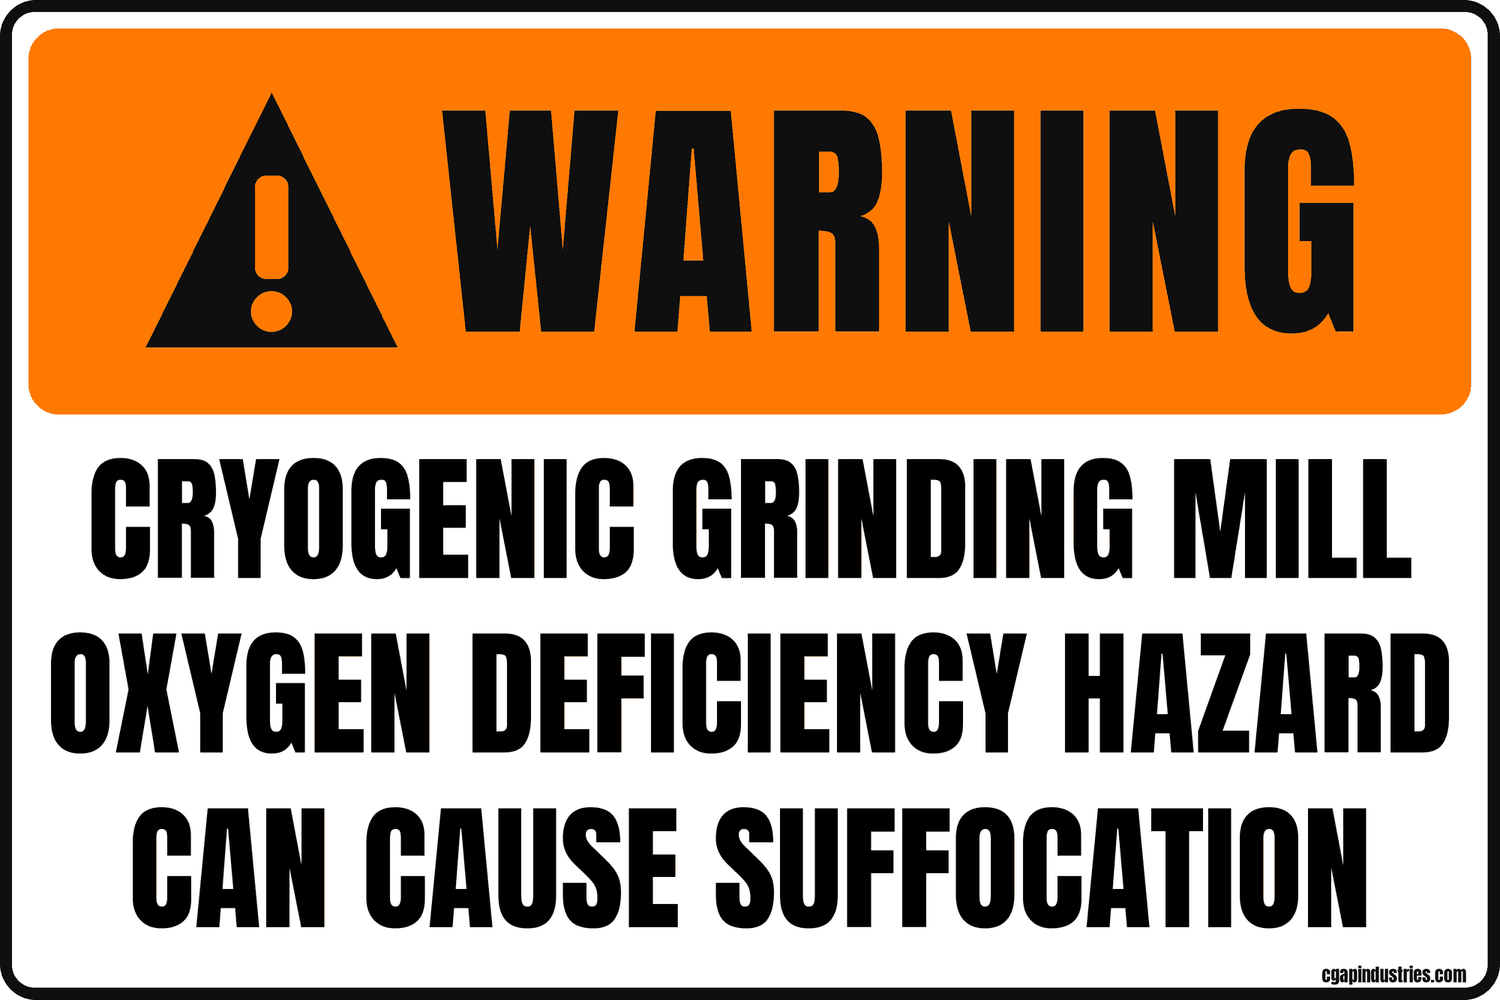 WARNING
CRYOGENIC GRINDING MILL
OXYGEN DEFICIENCY HAZARD
CAN CAUSE SUFFOCATION
cgapindustries.com